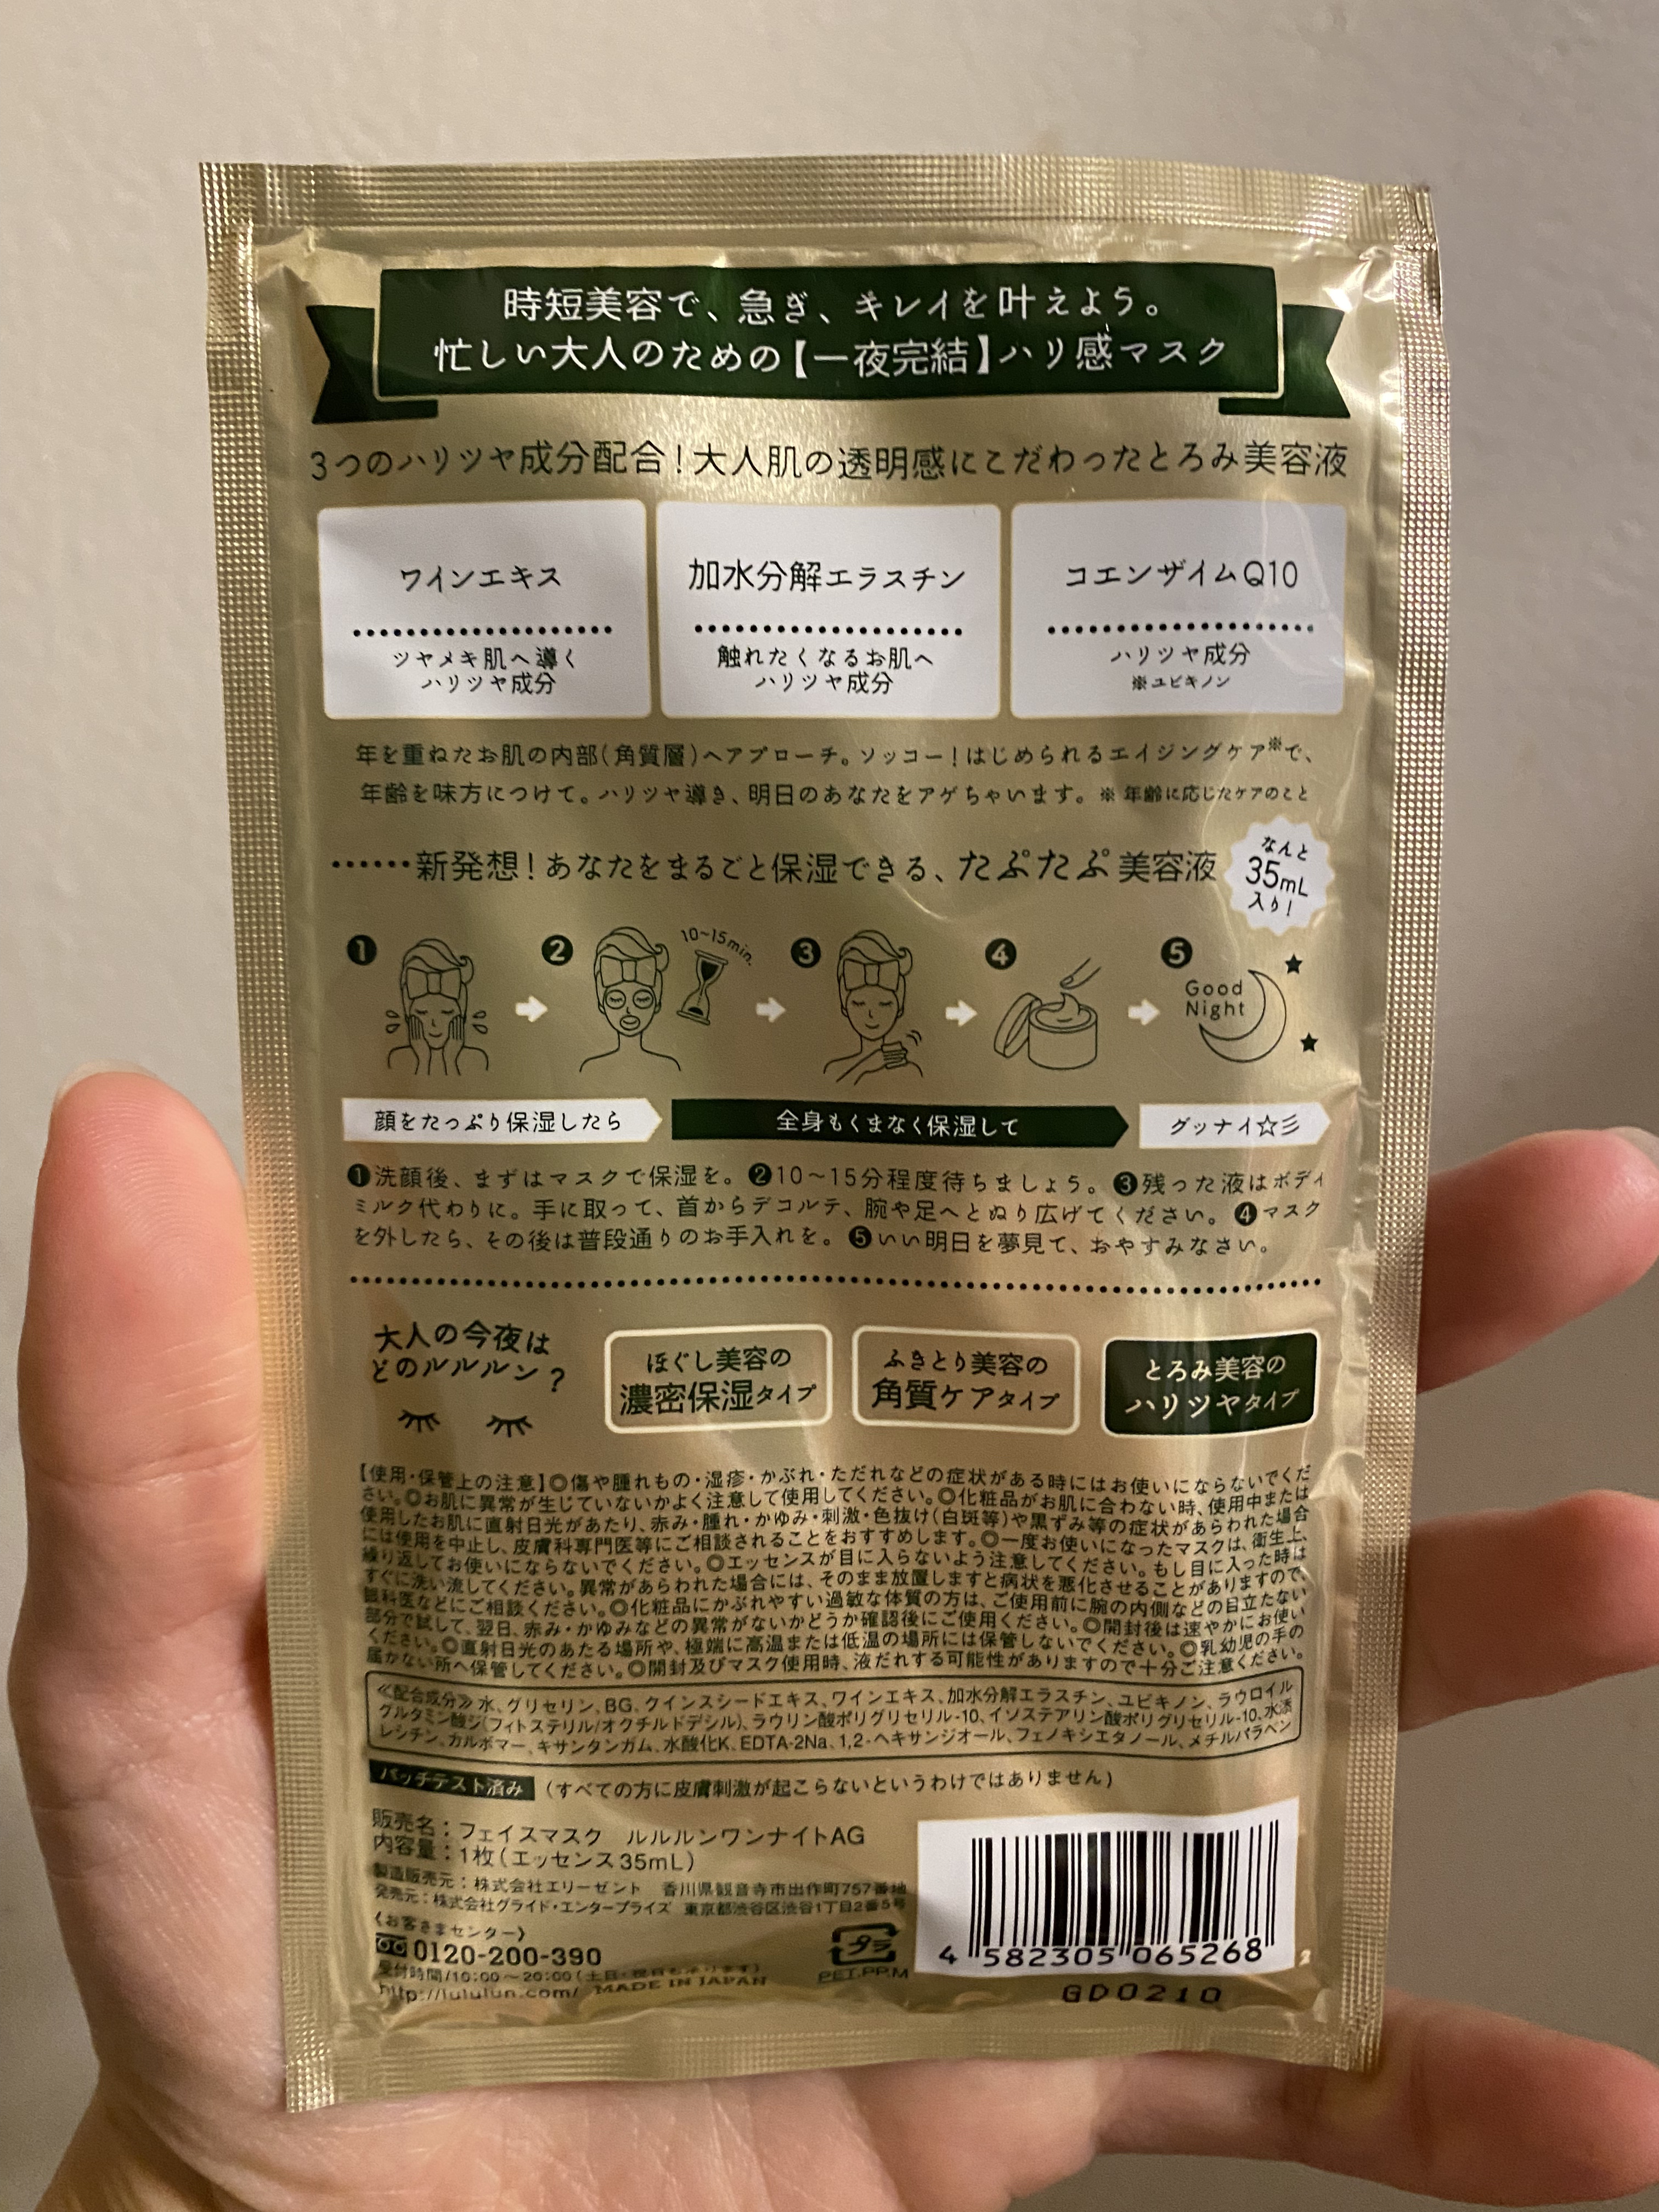 時短美容で、急ぎ、キレイを叶えよう。
忙しい大人のための【一夜完結】ハリ感マスク
3つのハリツヤ成分配合！大人肌の透明感にこだわったとろみ美容液
ワインエキス
ツヤメキ肌へ導く
ハリツヤ成分
加水分解エラスチン
触れたくなるお肌へ
ハリツヤ成分
コエンザイムQ10
ハリツヤ成分
※ユビキノン
年を重ねたお肌の内部(角質層)へアプローチ。ソッコー！はじめられるエイジングケア※で、
年齢を味方につけて。ハリツヤ導き、明日のあなたをアゲちゃいます。※ 年齢に応じたケアのこと
……新発想！あなたをまるごと保湿できる、たぷたぷ美容液
なんと
35mL
入り！
❶
❷
10~15min.
❸
❹
❺
Good
Night
顔をたっぷり保湿したら
全身もくまなく保湿して
グッナイ☆彡
❶洗顔後、まずはマスクで保湿を。❷10～15分程度待ちましょう。❸残った液はボディ
ミルク代わりに。手に取って、首からデコルテ、腕や足へとぬり広げてください。❹マスク
を外したら、その後は普段通りのお手入れを。❺いい明日を夢見て、おやすみなさい。
大人の今夜は
どのルルルン？
ほぐし美容の
濃密保湿タイプ
ふきとり美容の
角質ケアタイプ
とろみ美容の
ハリツヤタイプ
【使用・保管上の注意】◎傷や腫れもの・湿疹・かぶれ・ただれなどの症状がある時にはお使いにならないでくだ
さい。◎お肌に異常が生じていないかよく注意して使用してください。◎化粧品がお肌に合わない時、使用中または
使用したお肌に直射日光があたり、赤み・腫れ・かゆみ・刺激・色抜け(白斑等)や黒ずみ等の症状があらわれた場合
には使用を中止し、皮膚科専門医等にご相談されることをおすすめします。◎一度お使いになったマスクは、衛生上、
繰り返してお使いにならないでください。◎エッセンスが目に入らないよう注意してください。もし目に入った時は
すぐに洗い流してください。異常があらわれた場合には、そのまま放置しますと病状を悪化させることがありますので、
眼科医などにご相談ください。◎化粧品にかぶれやすい過敏な体質の方は、ご使用前に腕の内側などの目立たない
部分で試して、翌日、赤み・かゆみなどの異常がないかどうか確認後にご使用ください。◎開封後は速やかにお使い
ください。◎直射日光のあたる場所や、極端に高温または低温の場所には保管しないでください。◎乳幼児の手の
届かない所へ保管してください。◎開封及びマスク使用時、液だれする可能性がありますので十分ご注意ください。
≪配合成分≫水、グリセリン、BG、クインスシードエキス、ワインエキス、加水分解エラスチン、ユビキノン、ラウロイル
グルタミン酸ジ(フィトステリル/オクチルドデシル)、ラウリン酸ポリグリセリル-10、イソステアリン酸ポリグリセリル-10、水添
レシチン、カルボマー、キサンタンガム、水酸化K、EDTA-2Na、1,2-ヘキサンジオール、フェノキシエタノール、メチルパラベン
パッチテスト済み (すべての方に皮膚刺激が起こらないというわけではありません)
販売名：フェイスマスク ルルルンワンナイトAG
内容量：1枚(エッセンス35mL)
製造販売元：株式会社エリーゼント 香川県観音寺市出作町757番地
発売元：株式会社グライド・エンタープライズ 東京都渋谷区渋谷1丁目2番5号
〈お客さまセンター〉
0120-200-390
受付時間/10:00～20:00(土日・祝日も承ります)
http://lululun.com/ MADE IN JAPAN
プラ
PET.PP.M
4 582305 065268
2
GD0210